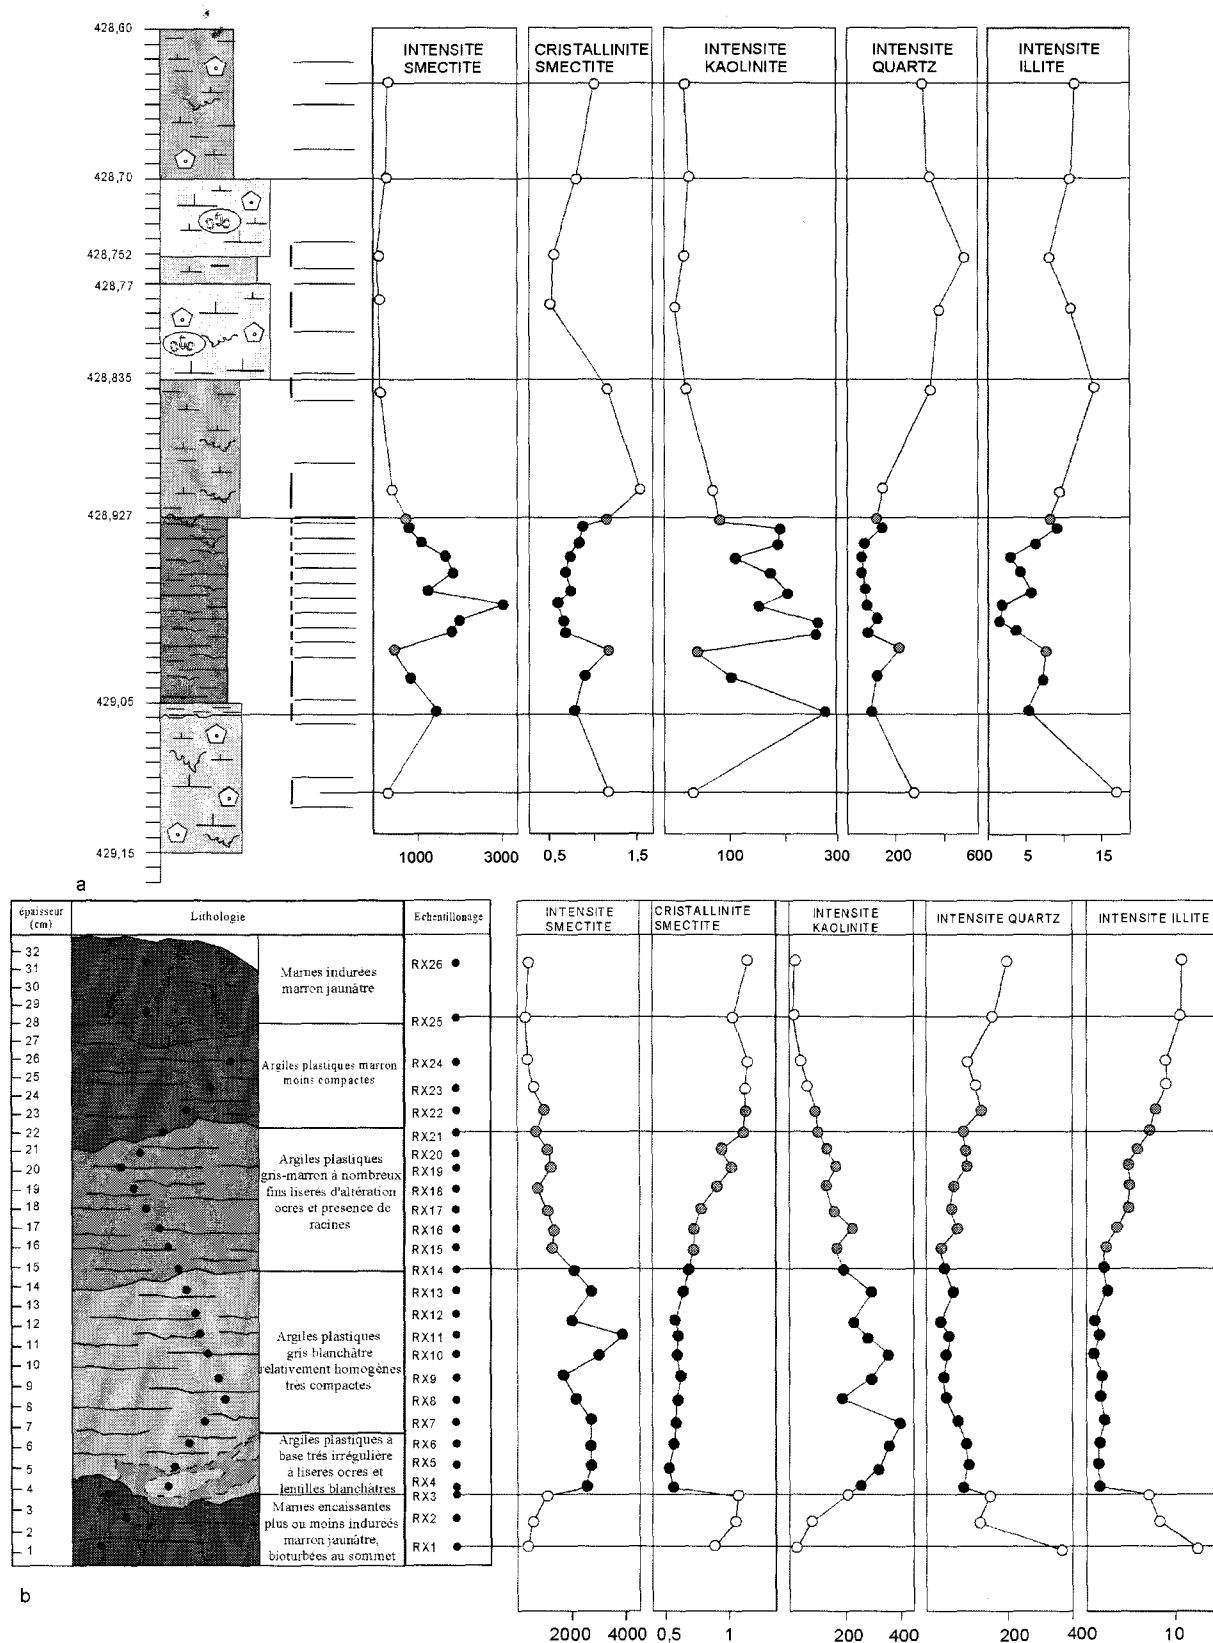 428,60
428,70
428,752
428,77
428,835
428,927
429,05
429,15
INTENSITE
SMECTITE
CRISTALLINITE
SMECTITE
INTENSITE
KAOLINITE
INTENSITE
QUARTZ
INTENSITE
ILLITE
1000 3000 0,5 1,5 100 300 200 600 5 15
a
épaisseur
(cm)
Lithologie
Echentillonage
INTENSITE
SMECTITE
CRISTALLINITE
SMECTITE
INTENSITE
KAOLINITE
INTENSITE QUARTZ
INTENSITE ILLITE
32
31
30
29
28
27
26
25
24
23
22
21
20
19
18
17
16
15
14
13
12
11
10
9
8
7
6
5
4
3
2
1
Marnes indurées
marron jaunâtre
Argiles plastiques marron
moins compactes
Argiles plastiques
gris-marron à nombreux
fins liserés d'altération
ocres et présence de
racines
Argiles plastiques
gris blanchâtre
relativement homogènes
très compactes
Argiles plastiques à
base très irrégulière
à liserés ocres et
lentilles blanchâtres
Marnes encaissantes
plus ou moins indureés
marron jaunâtre,
bioturbées au sommet
RX26
RX25
RX24
RX23
RX22
RX21
RX20
RX19
RX18
RX17
RX16
RX15
RX14
RX13
RX12
RX11
RX10
RX9
RX8
RX7
RX6
RX5
RX4
RX3
RX2
RX1
2000 4000 0,5 1 200 400 200 400 10
b